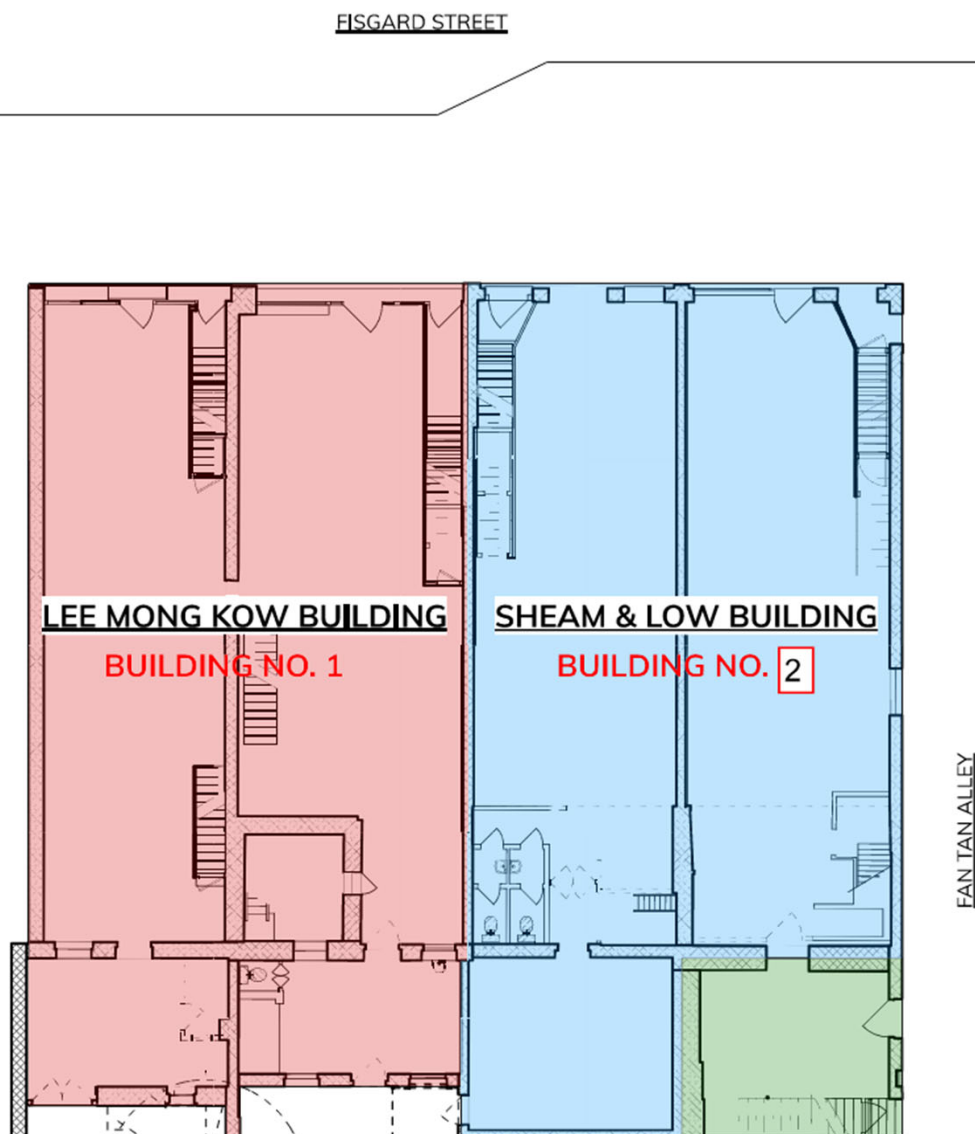 FISGARD STREET
LEE MONG KOW BUILDING
BUILDING NO. 1
SHEAM & LOW BUILDING
BUILDING NO. 2
FAN TAN ALLEY